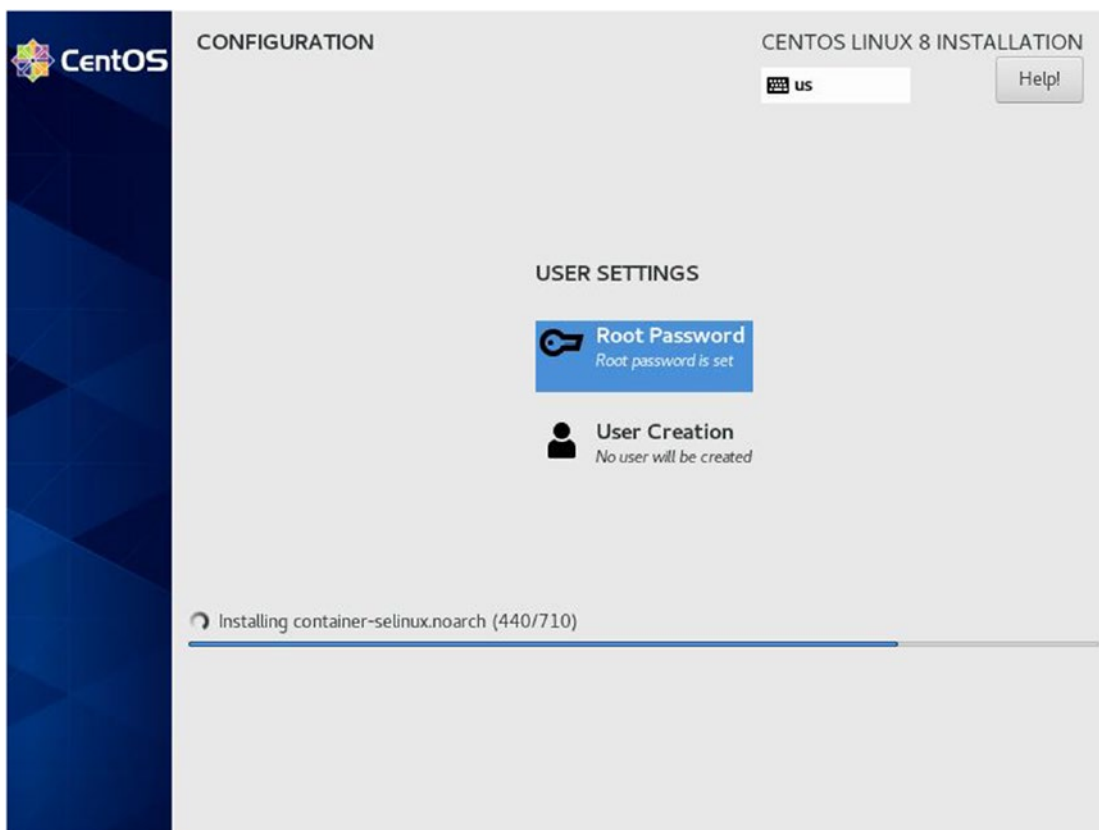 CentOS
CONFIGURATION
CENTOS LINUX 8 INSTALLATION
us
Help!
USER SETTINGS
Root Password
Root password is set
User Creation
No user will be created
Installing container-selinux.noarch (440/710)